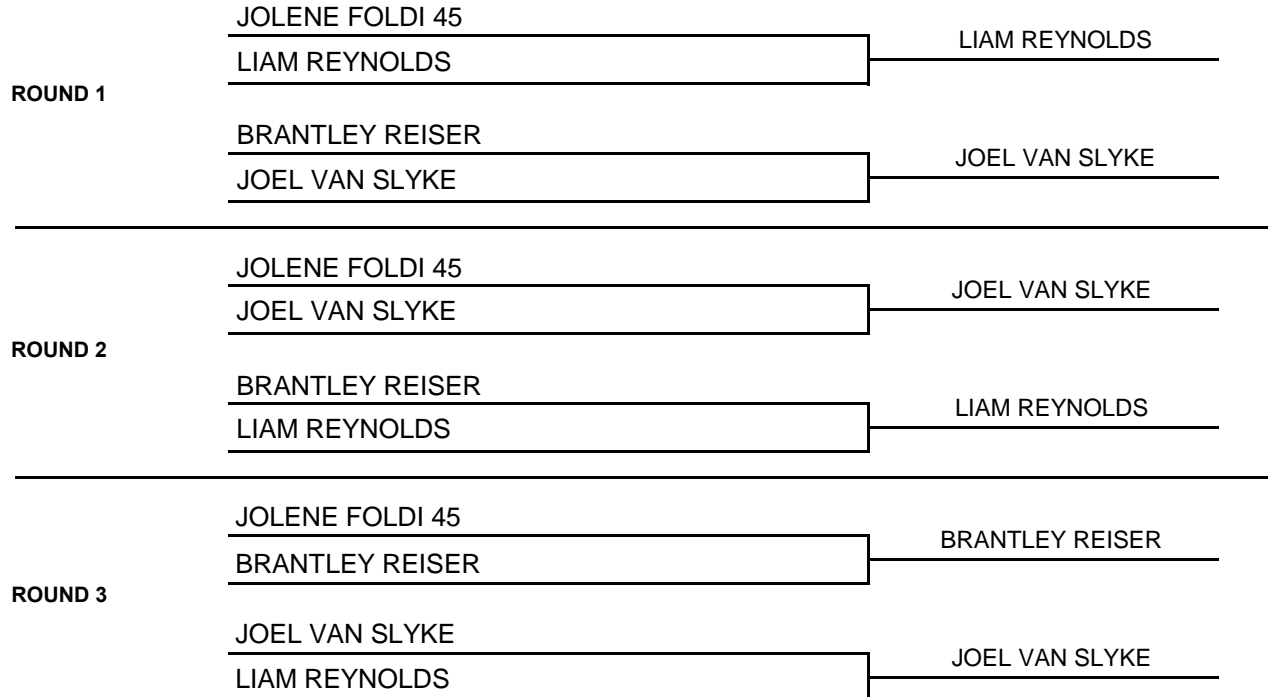 JOLENE FOLDI 45
LIAM REYNOLDS
LIAM REYNOLDS
ROUND 1
BRANTLEY REISER
JOEL VAN SLYKE
JOEL VAN SLYKE
JOLENE FOLDI 45
JOEL VAN SLYKE
JOEL VAN SLYKE
ROUND 2
BRANTLEY REISER
LIAM REYNOLDS
LIAM REYNOLDS
JOLENE FOLDI 45
BRANTLEY REISER
BRANTLEY REISER
ROUND 3
JOEL VAN SLYKE
JOEL VAN SLYKE
LIAM REYNOLDS